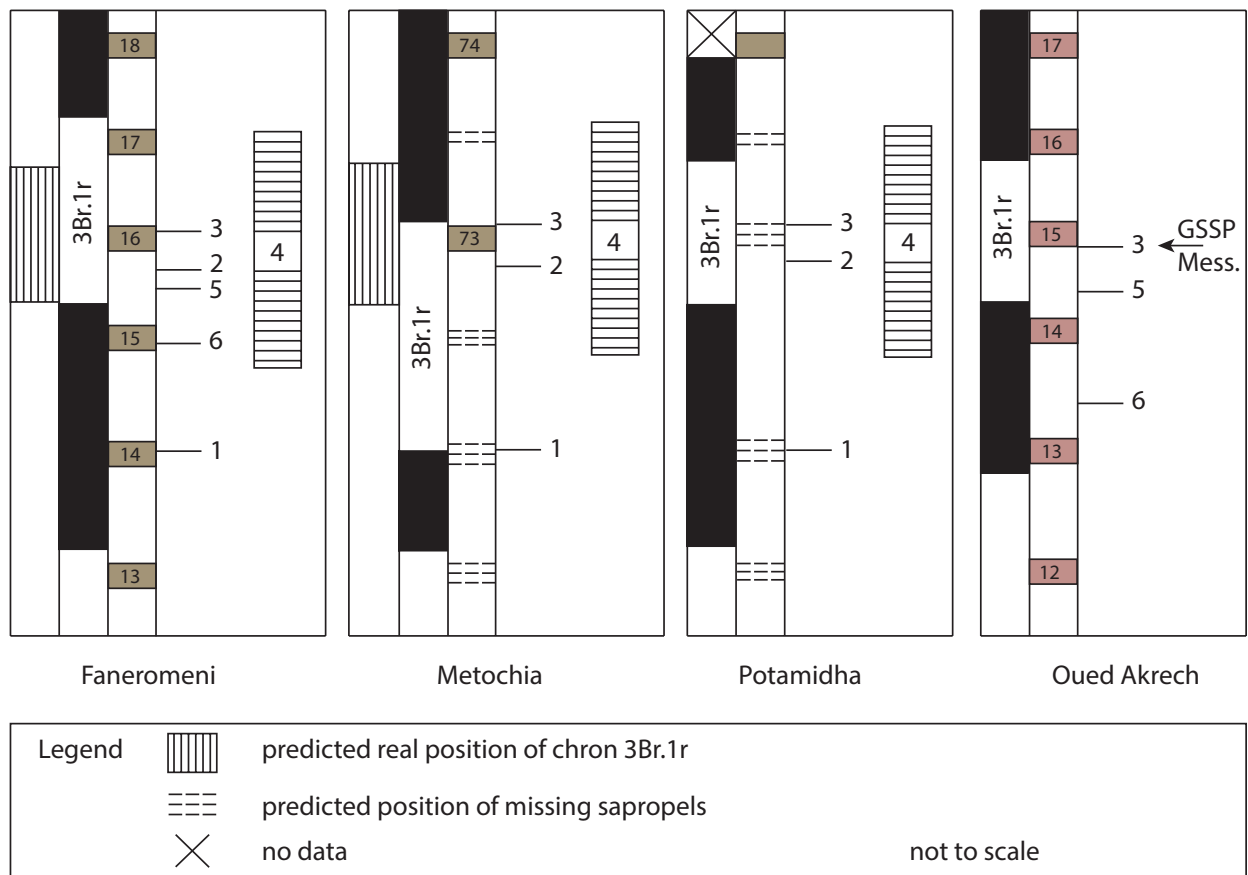 18
17
3Br.1r
16
3
2
5
4
15
6
14
1
13
Faneromeni
74
3
73
4
2
3Br.1r
1
Metochia
3
3Br.1r
4
2
1
Potamidha
17
16
3Br.1r
15
3
GSSP
Mess.
5
14
6
13
12
Oued Akrech
Legend
predicted real position of chron 3Br.1r
predicted position of missing sapropels
no data
not to scale